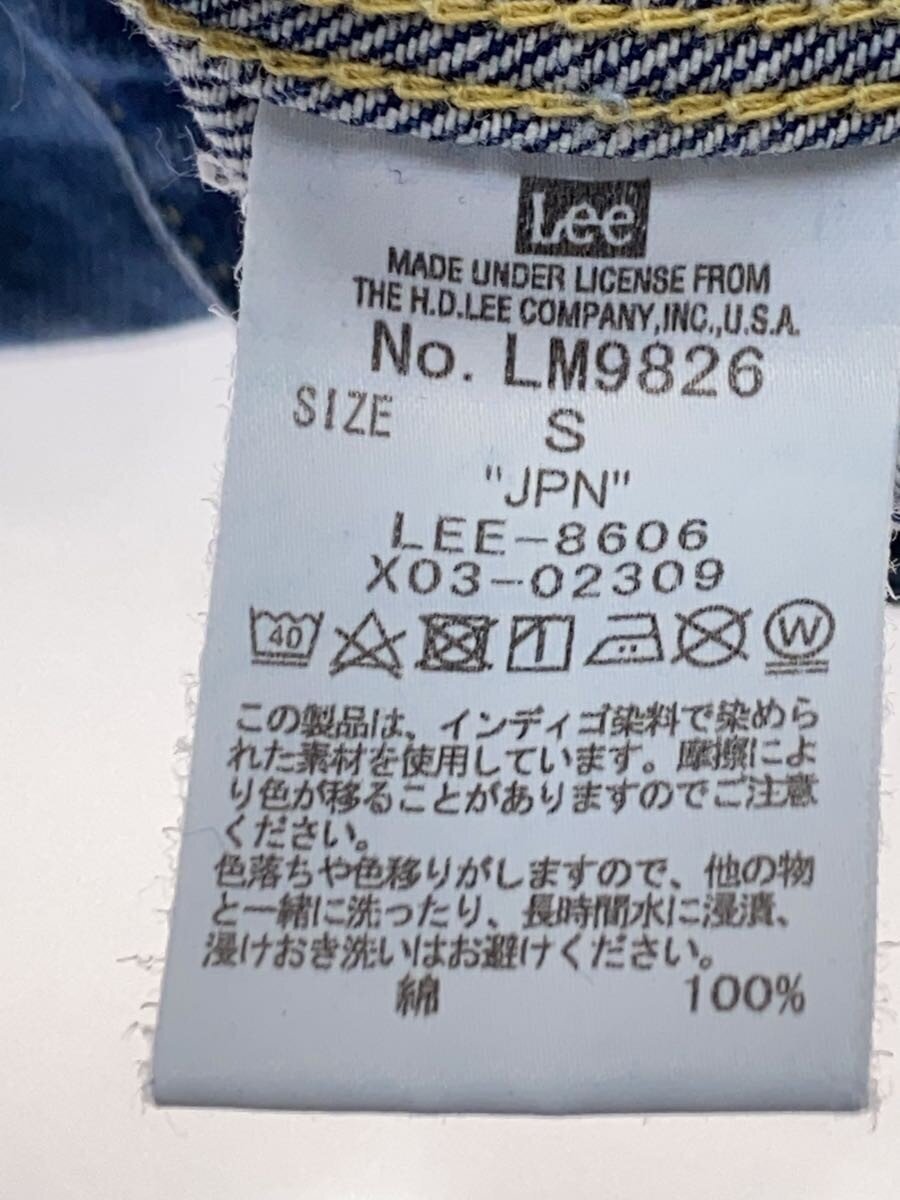 Lee
MADE UNDER LICENSE FROM
THE H.D.LEE COMPANY,INC.,U.S.A.
No. LM9826
SIZE S
"JPN"
LEE-8606
X03-02309
40 W
この製品は、インディゴ染料で染めら
れた素材を使用しています。摩擦によ
り色が移ることがありますのでご注意
ください。
色落ちや色移りがしますので、他の物
と一緒に洗ったり、長時間水に浸漬、
浸けおき洗いはお避けください。
綿 100%